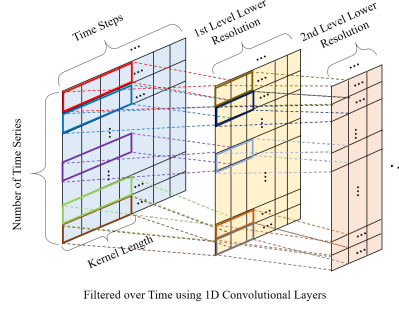 Time Steps
1st Level Lower
Resolution
2nd Level Lower
Resolution
Number of Time Series
Kernel Length
Filtered over Time using 1D Convolutional Layers